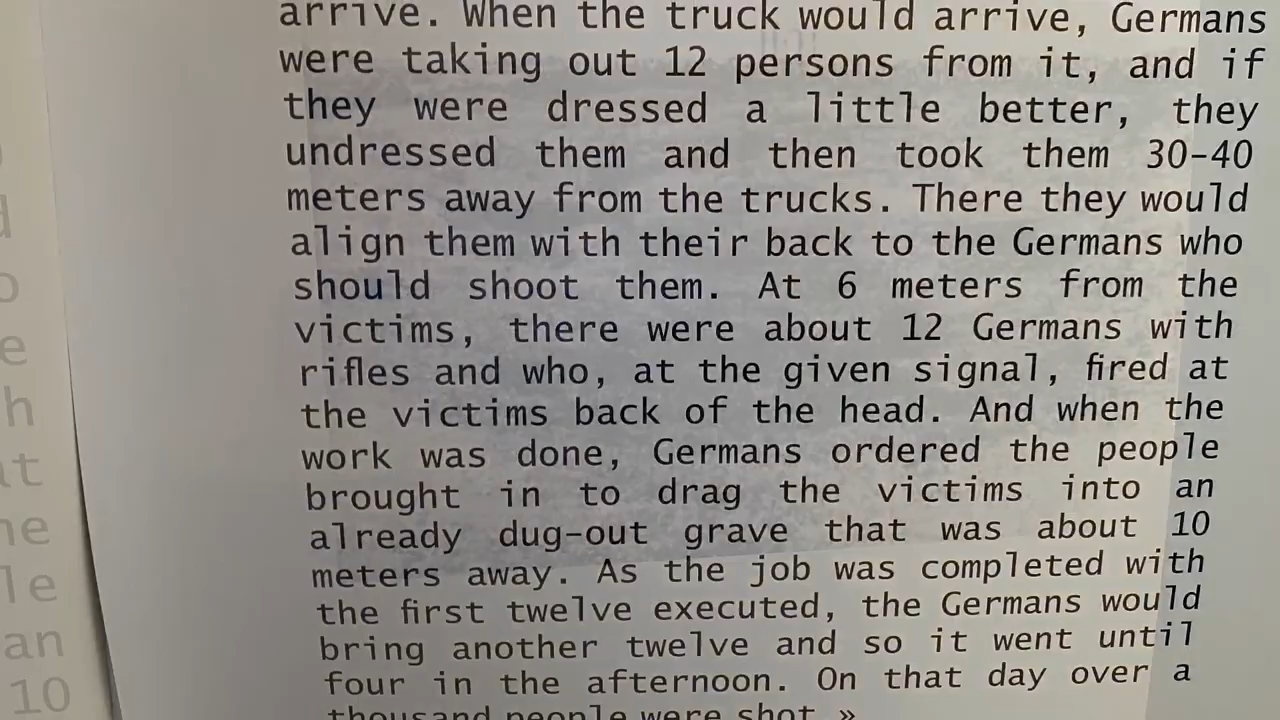 arrive. When the truck would arrive, Germans
were taking out 12 persons from it, and if
they were dressed a little better, they
undressed them and then took them 30-40
meters away from the trucks. There they would
align them with their back to the Germans who
should shoot them. At 6 meters from the
victims, there were about 12 Germans with
rifles and who, at the given signal, fired at
the victims back of the head. And when the
work was done, Germans ordered the people
brought in to drag the victims into an
already dug-out grave that was about 10
meters away. As the job was completed with
the first twelve executed, the Germans would
bring another twelve and so it went until
four in the afternoon. On that day over a
thousand people were shot »
an
10